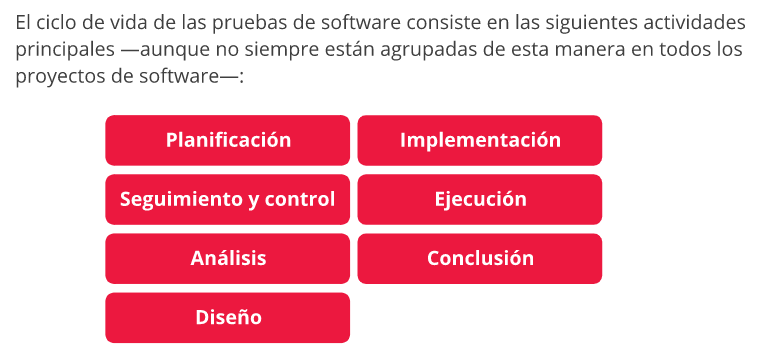 El ciclo de vida de las pruebas de software consiste en las siguientes actividades
principales —aunque no siempre están agrupadas de esta manera en todos los
proyectos de software—:
Planificación
Seguimiento y control
Análisis
Diseño
Implementación
Ejecución
Conclusión